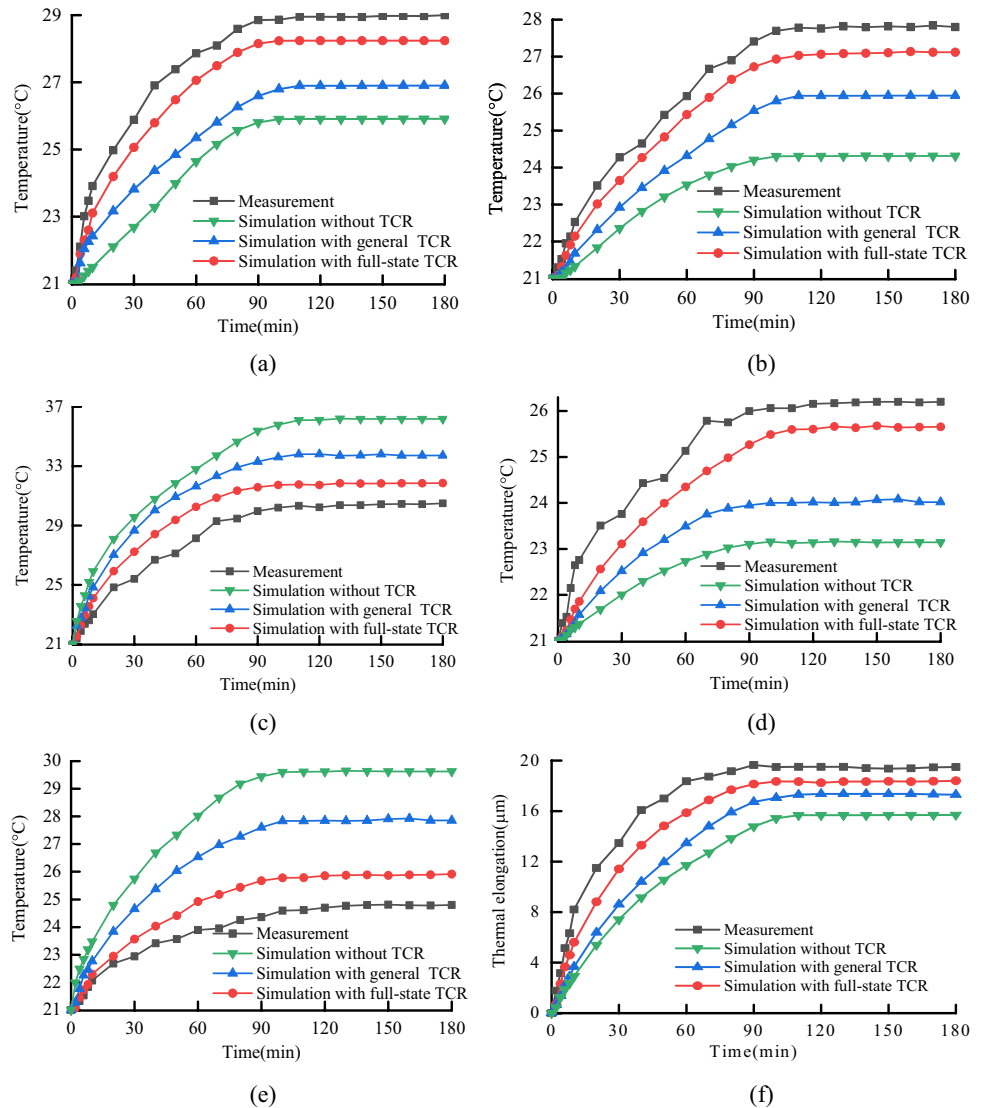 29
27
25
23
21
0 30 60 90 120 150 180
Temperature(°C)
Time(min)
Measurement
Simulation without TCR
Simulation with general TCR
Simulation with full-state TCR
(a)
28
27
26
25
24
23
22
21
0 30 60 90 120 150 180
Temperature(°C)
Time(min)
Measurement
Simulation without TCR
Simulation with general TCR
Simulation with full-state TCR
(b)
37
33
29
25
21
0 30 60 90 120 150 180
Temperature(°C)
Time(min)
Measurement
Simulation without TCR
Simulation with general TCR
Simulation with full-state TCR
(c)
26
25
24
23
22
21
0 30 60 90 120 150 180
Temperature(°C)
Time(min)
Measurement
Simulation without TCR
Simulation with general TCR
Simulation with full-state TCR
(d)
30
29
28
27
26
25
24
23
22
21
0 30 60 90 120 150 180
Temperature(°C)
Time(min)
Measurement
Simulation without TCR
Simulation with general TCR
Simulation with full-state TCR
(e)
20
16
12
8
4
0
0 30 60 90 120 150 180
Thermal elongation(μm)
Time(min)
Measurement
Simulation without TCR
Simulation with general TCR
Simulation with full-state TCR
(f)